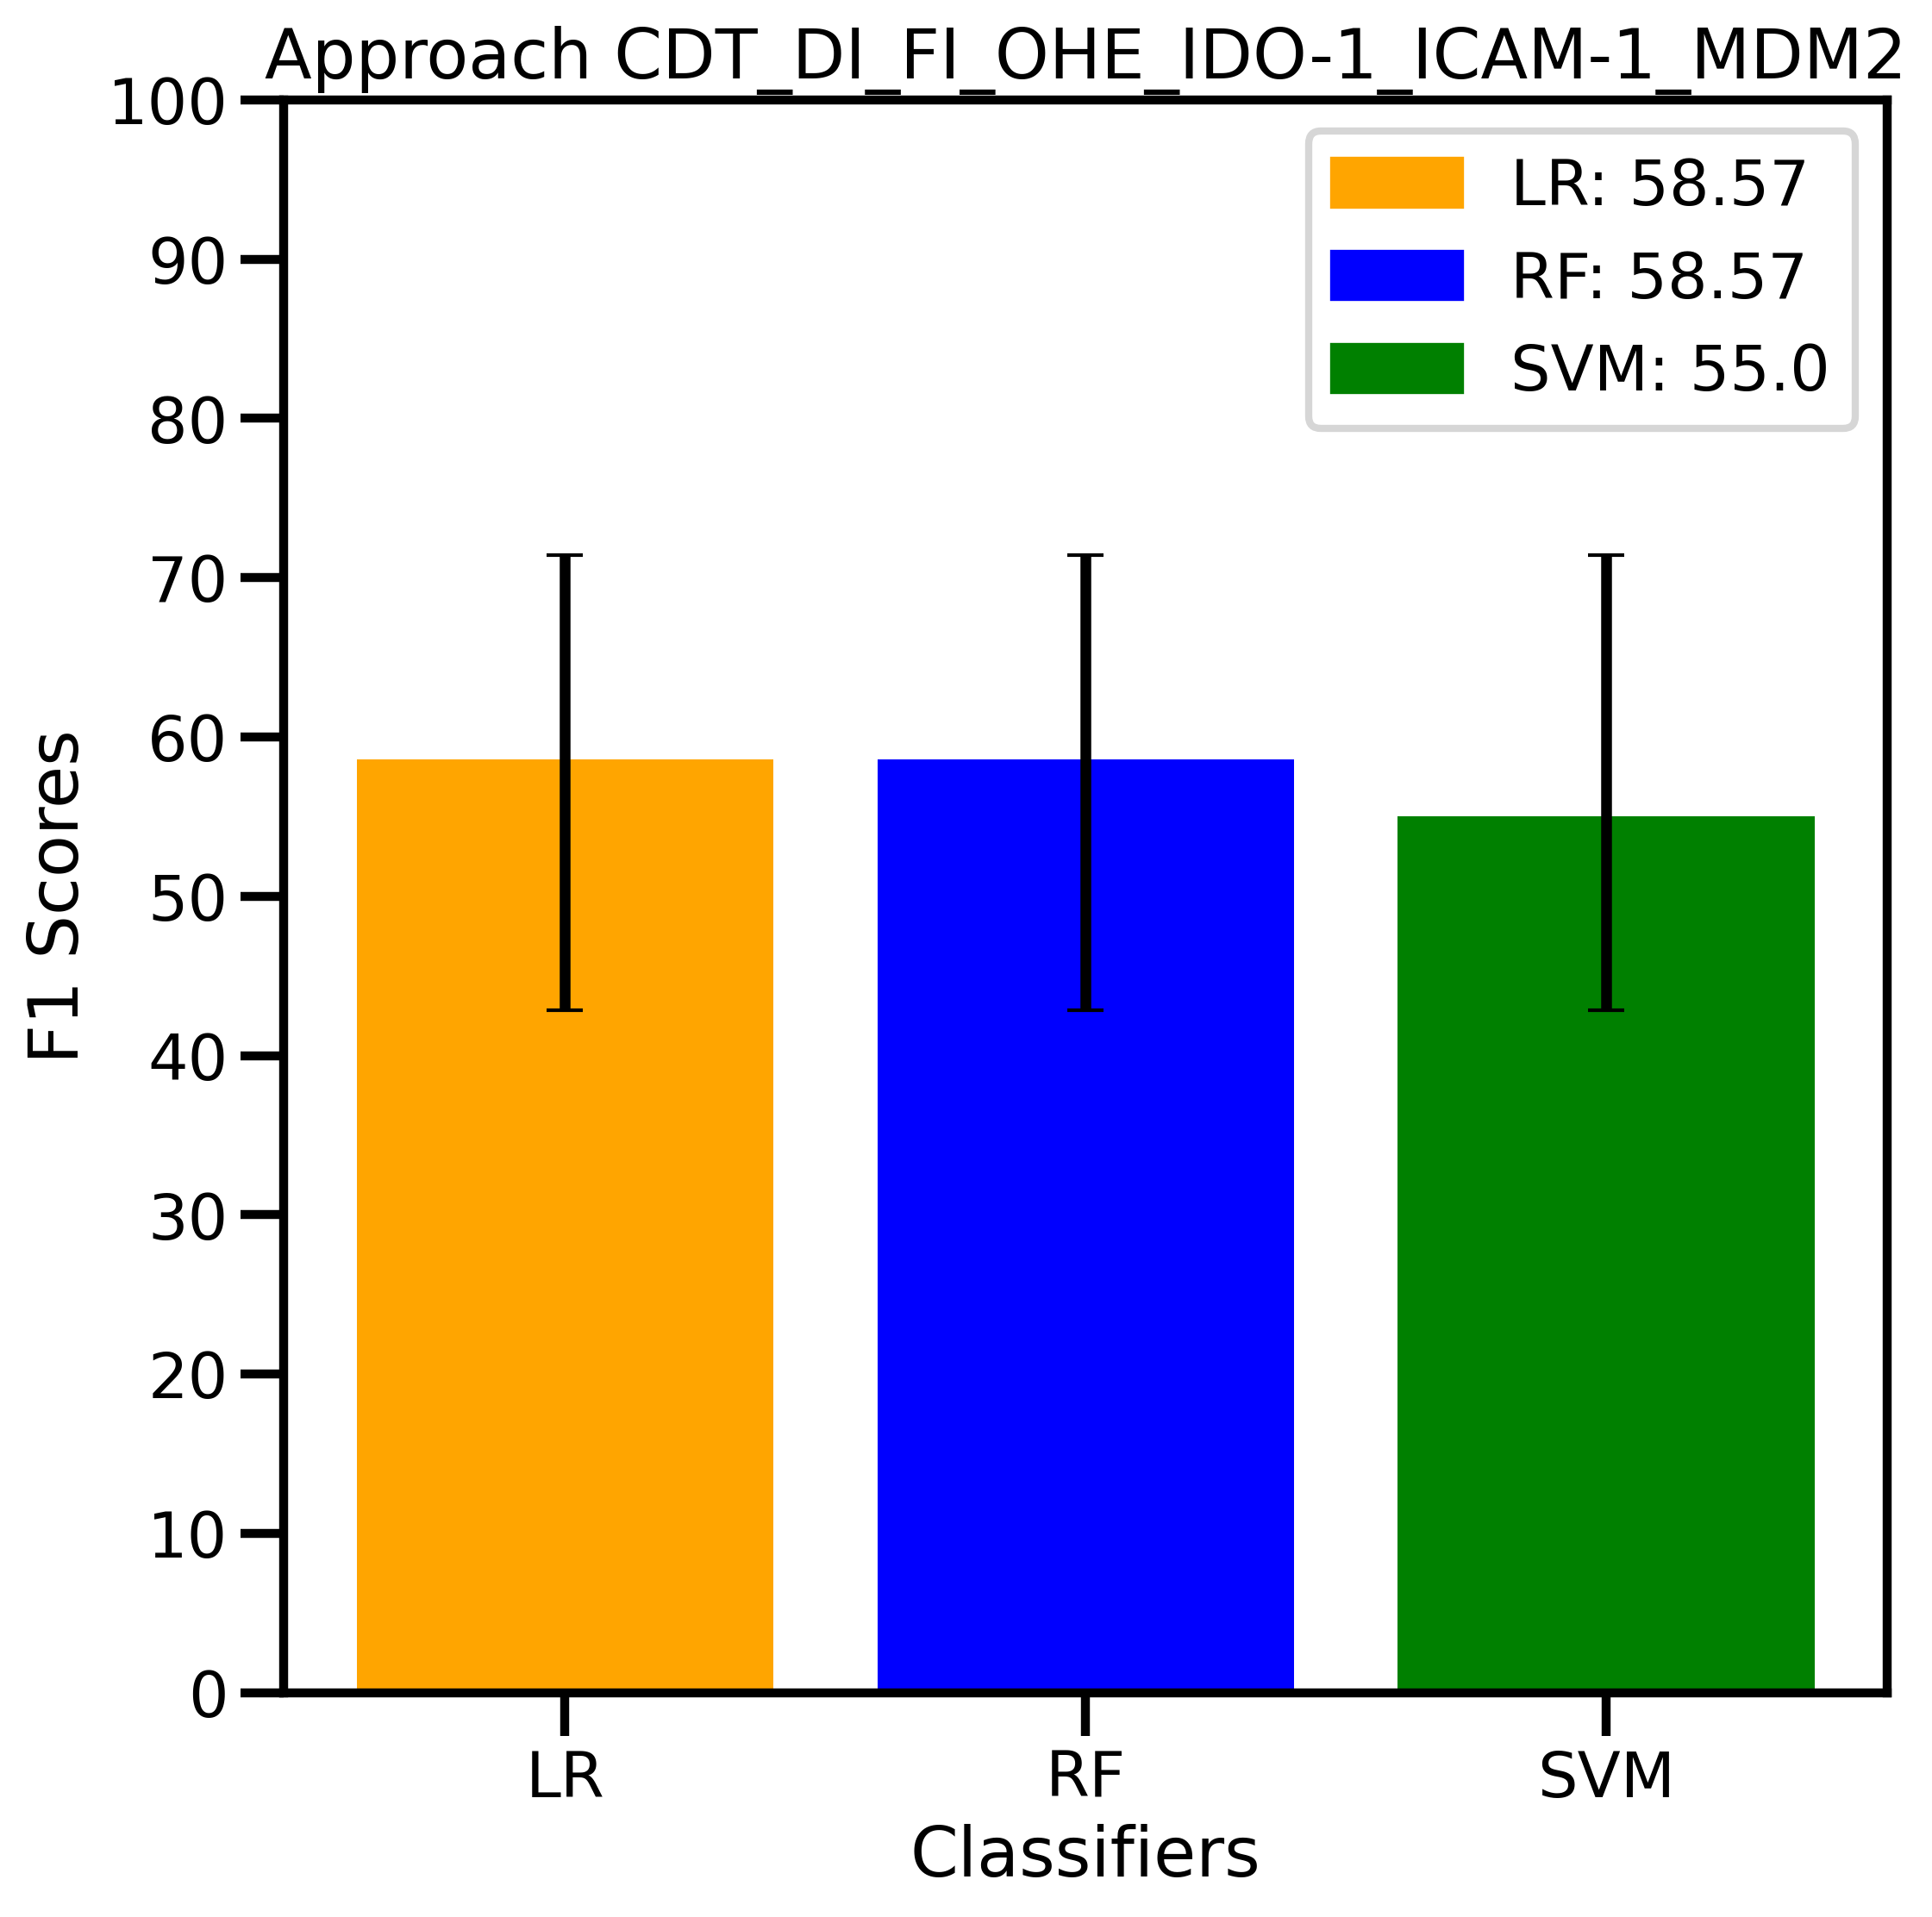 Approach CDT_DI_FI_OHE_IDO-1_ICAM-1_MDM2
100
90
80
70
60
50
40
30
20
10
0
F1 Scores
LR: 58.57
RF: 58.57
SVM: 55.0
LR
RF
SVM
Classifiers